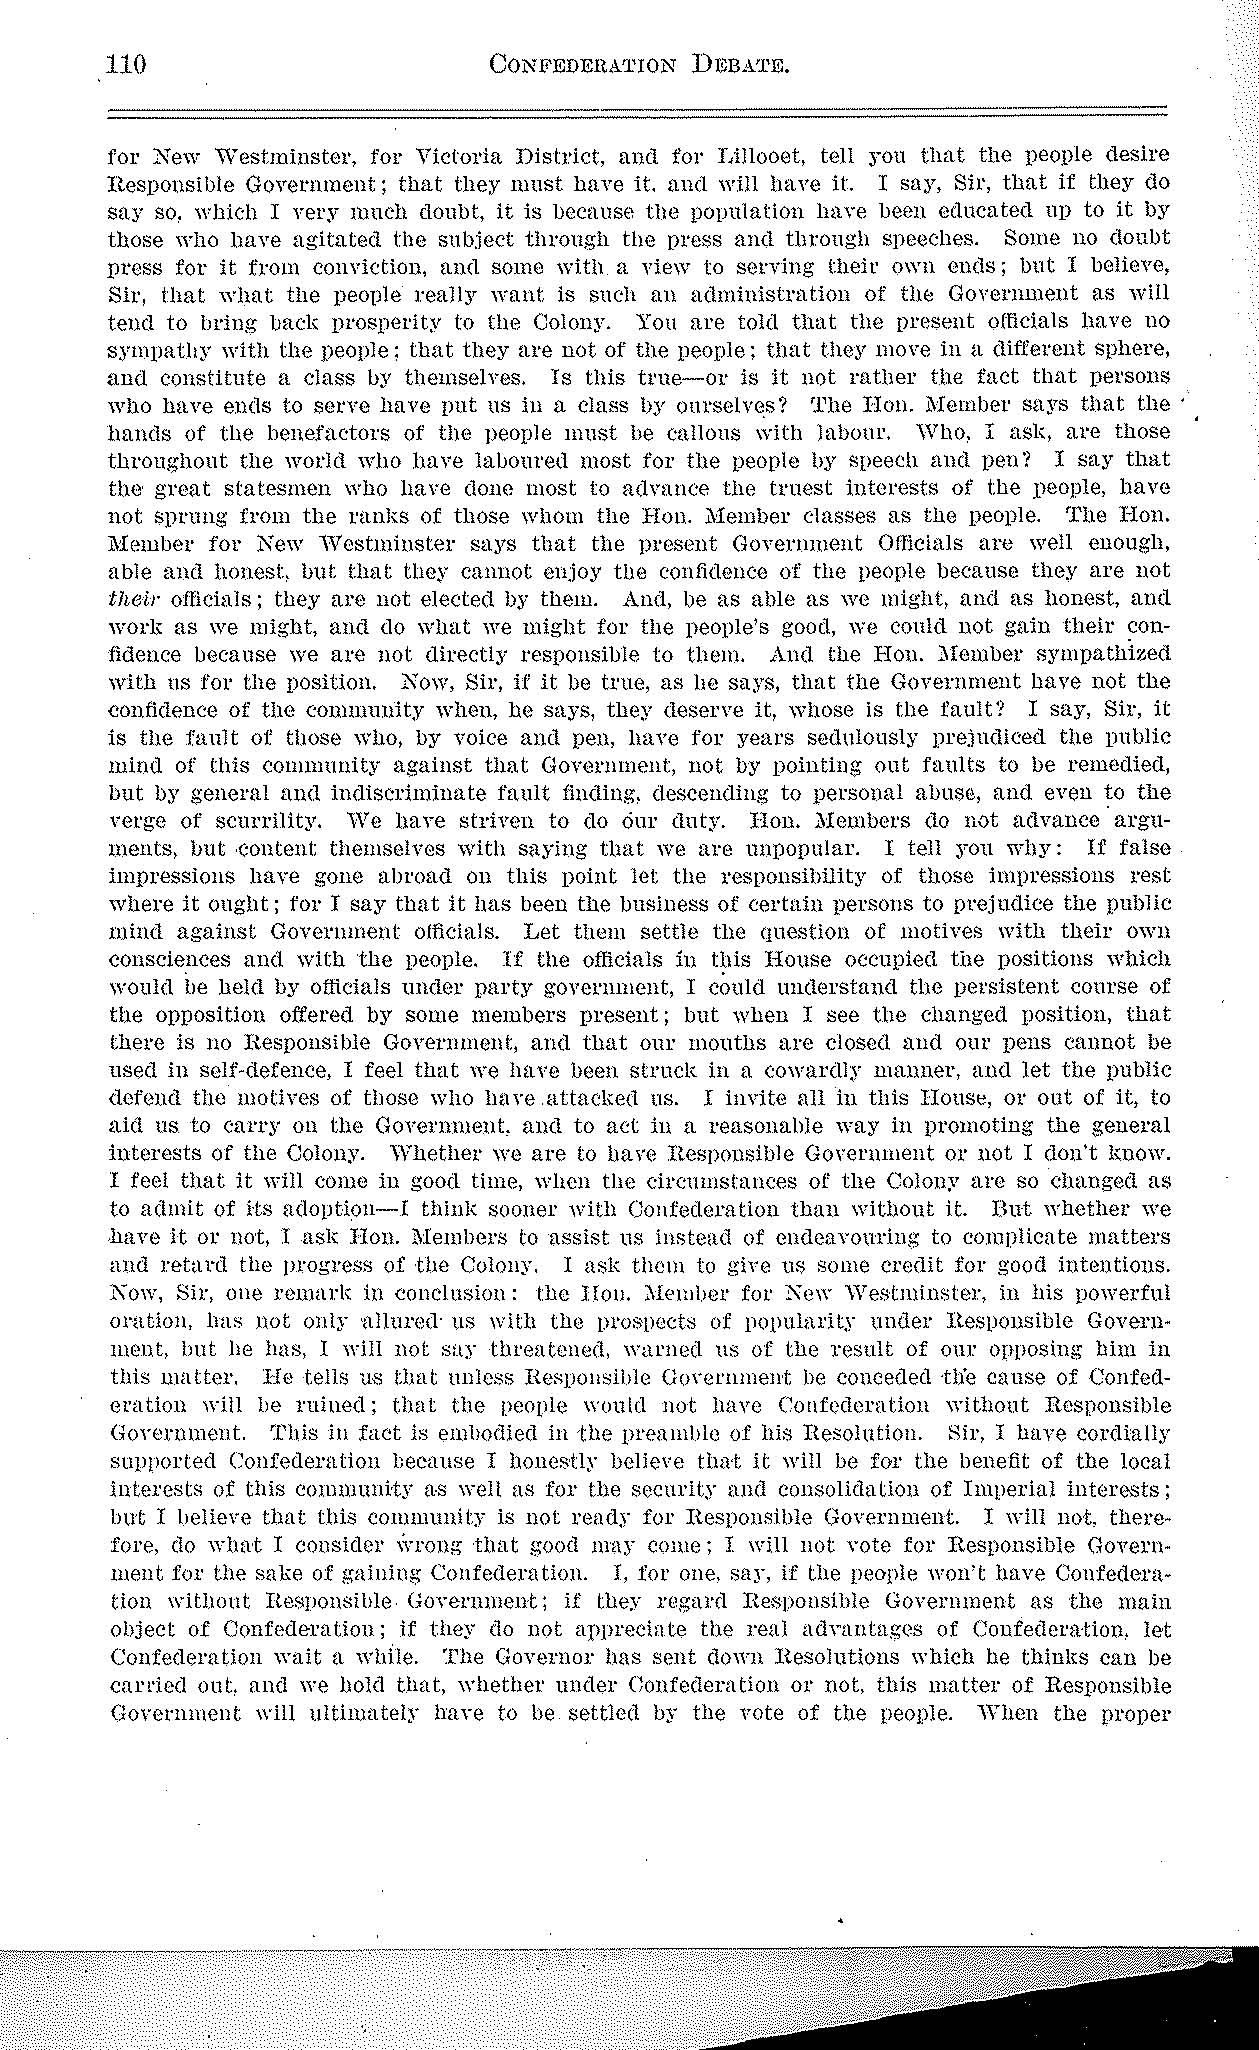 110 CONFEDERATION DEBATE.
for New Westminster, for Victoria District, and for Lillooet, tell you that the people desire
Responsible Government; that they must have it, and will have it. I say, Sir, that if they do
say so, which I very much doubt, it is because the population have been educated up to it by
those who have agitated the subject through the press and through speeches. Some no doubt
press for it from conviction, and some with a view to serving their own ends; but I believe,
Sir, that what the people really want is such an administration of the Government as will
tend to bring back prosperity to the Colony. You are told that the present officials have no
sympathy with the people; that they are not of the people; that they move in a different sphere,
and constitute a class by themselves. Is this true—or is it not rather the fact that persons
who have ends to serve have put us in a class by ourselves? The Hon. Member says that the
hands of the benefactors of the people must be callous with labour. Who, I ask, are those
throughout the world who have laboured most for the people by speech and pen? I say that
the great statesmen who have done most to advance the truest interests of the people, have
not sprung from the ranks of those whom the Hon. Member classes as the people. The Hon.
Member for New Westminster says that the present Government Officials are well enough,
able and honest, but that they cannot enjoy the confidence of the people because they are not
their officials; they are not elected by them. And, be as able as we might, and as honest, and
work as we might, and do what we might for the people's good, we could not gain their con-
fidence because we are not directly responsible to them. And the Hon. Member sympathized
with us for the position. Now, Sir, if it be true, as he says, that the Government have not the
confidence of the community when, he says, they deserve it, whose is the fault? I say, Sir, it
is the fault of those who, by voice and pen, have for years sedulously prejudiced the public
mind of this community against that Government, not by pointing out faults to be remedied,
but by general and indiscriminate fault finding, descending to personal abuse, and even to the
verge of scurrility. We have striven to do our duty. Hon. Members do not advance argu-
ments, but content themselves with saying that we are unpopular. I tell you why: If false
impressions have gone abroad on this point let the responsibility of those impressions rest
where it ought; for I say that it has been the business of certain persons to prejudice the public
mind against Government officials. Let them settle the question of motives with their own
consciences and with the people. If the officials in this House occupied the positions which
would be held by officials under party government, I could understand the persistent course of
the opposition offered by some members present; but when I see the changed position, that
there is no Responsible Government, and that our mouths are closed and our pens cannot be
used in self-defence, I feel that we have been struck in a cowardly manner, and let the public
defend the motives of those who have attacked us. I invite all in this House, or out of it, to
aid us to carry on the Government, and to act in a reasonable way in promoting the general
interests of the Colony. Whether we are to have Responsible Government or not I don't know.
I feel that it will come in good time, when the circumstances of the Colony are so changed as
to admit of its adoption—I think sooner with Confederation than without it. But whether we
have it or not, I ask Hon. Members to assist us instead of endeavouring to complicate matters
and retard the progress of the Colony. I ask them to give us some credit for good intentions.
Now, Sir, one remark in conclusion: the Hon. Member for New Westminster, in his powerful
oration, has not only allured us with the prospects of popularity under Responsible Govern-
ment, but he has, I will not say threatened, warned us of the result of our opposing him in
this matter. He tells us that unless Responsible Government be conceded the cause of Confed-
eration will be ruined; that the people would not have Confederation without Responsible
Government. This in fact is embodied in the preamble of his Resolution. Sir, I have cordially
supported Confederation because I honestly believe that it will be for the benefit of the local
interests of this community as well as for the security and consolidation of Imperial interests;
but I believe that this community is not ready for Responsible Government. I will not, there-
fore, do what I consider wrong that good may come; I will not vote for Responsible Govern-
ment for the sake of gaining Confederation. I, for one, say, if the people won't have Confedera-
tion without Responsible Government; if they regard Responsible Government as the main
object of Confederation; if they do not appreciate the real advantages of Confederation, let
Confederation wait a while. The Governor has sent down Resolutions which he thinks can be
carried out, and we hold that, whether under Confederation or not, this matter of Responsible
Government will ultimately have to be settled by the vote of the people. When the proper